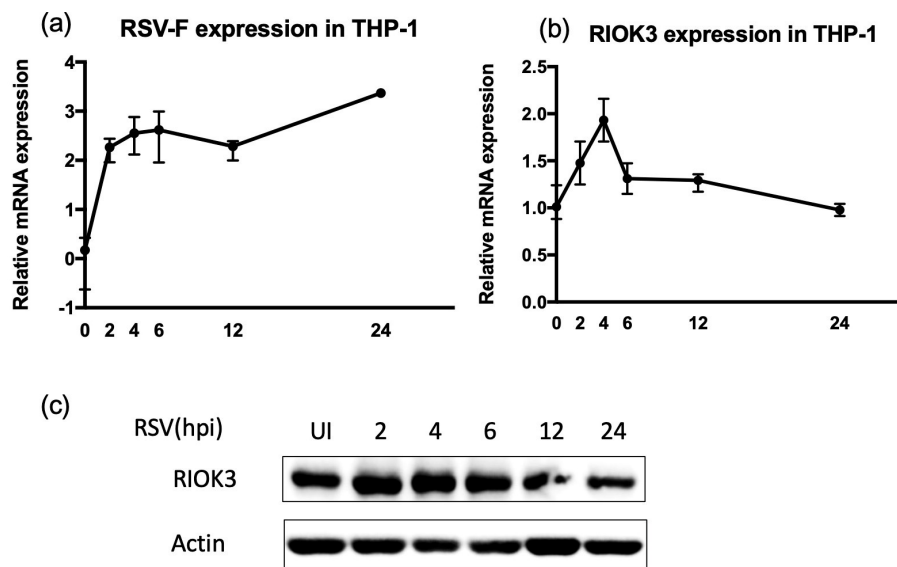 (a)
RSV-F expression in THP-1
Relative mRNA expression
4
3
2
1
0
-1
0 2 4 6 12 24
(b)
RIOK3 expression in THP-1
Relative mRNA expression
2.5
2.0
1.5
1.0
0.5
0.0
0 2 4 6 12 24
(c)
RSV(hpi) UI 2 4 6 12 24
RIOK3
Actin